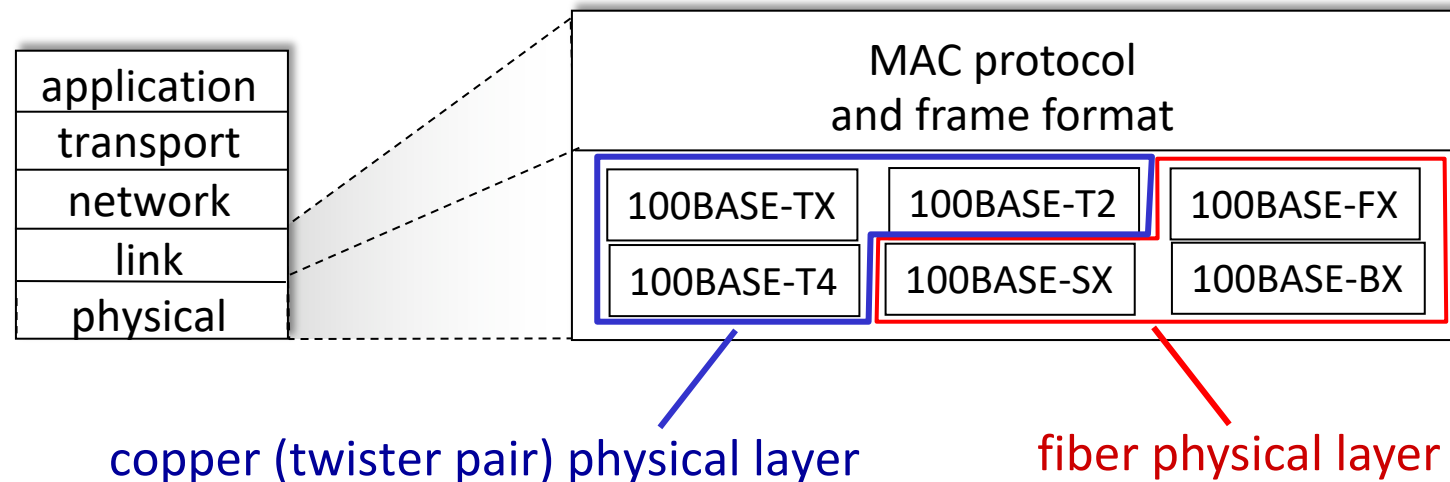 application
transport
network
link
physical
MAC protocol
and frame format
100BASE-TX
100BASE-T2
100BASE-FX
100BASE-T4
100BASE-SX
100BASE-BX
copper (twister pair) physical layer
fiber physical layer